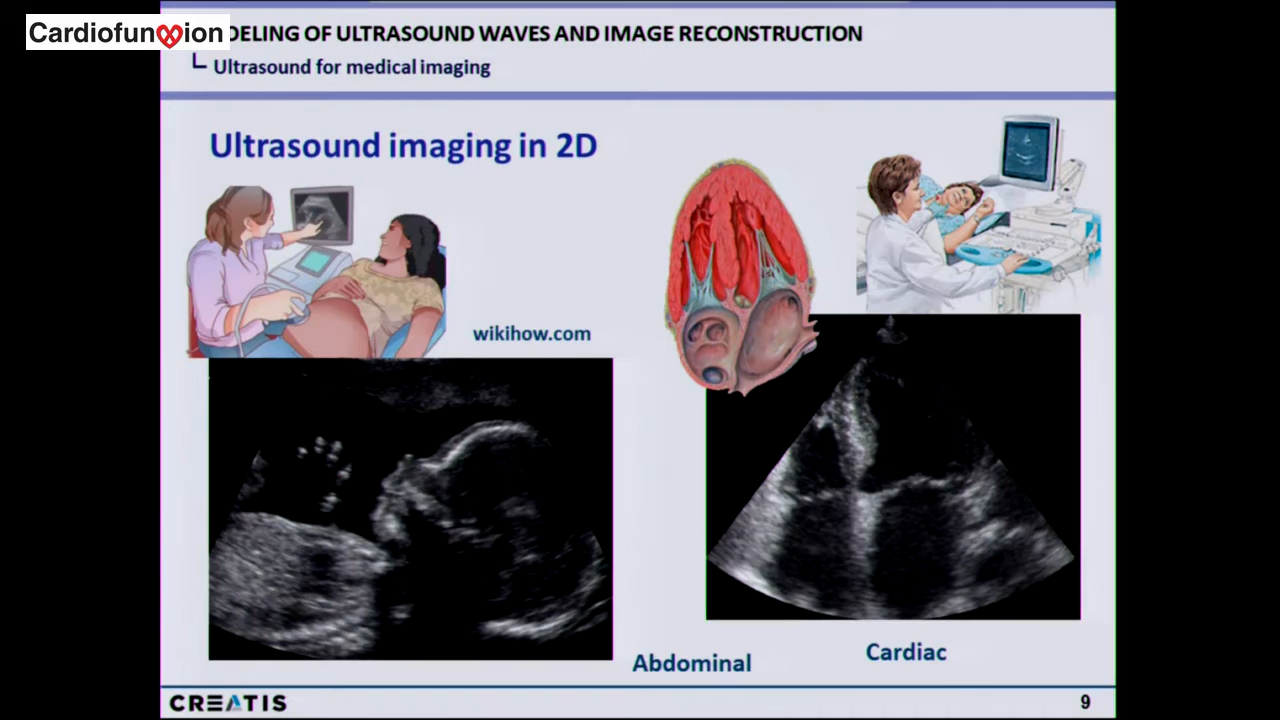 CardiofunXion
DELING OF ULTRASOUND WAVES AND IMAGE RECONSTRUCTION
Ultrasound for medical imaging
Ultrasound imaging in 2D
wikihow.com
Abdominal
Cardiac
CREATIS
9